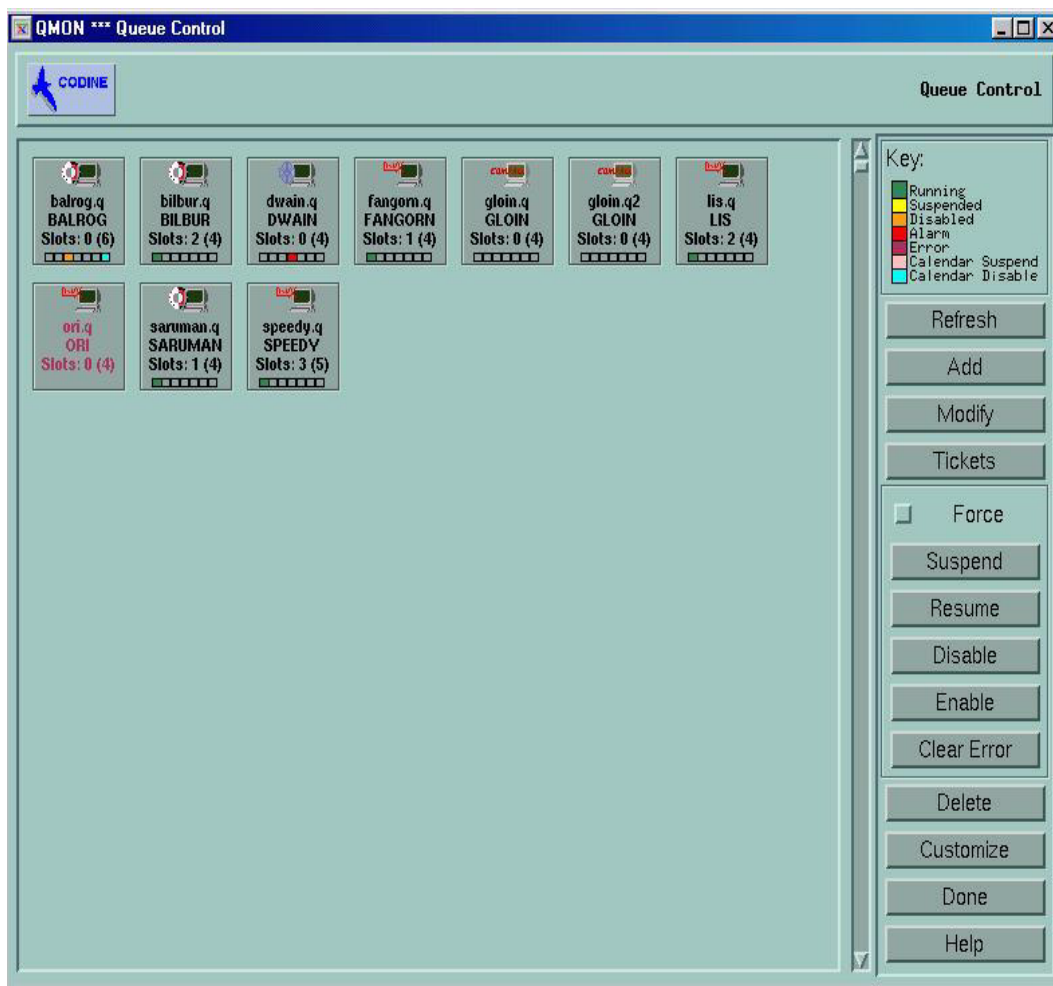 QMON *** Queue Control
CODINE
Queue Control
balrog.q
BALROG
Slots: 0 (6)
bilbur.q
BILBUR
Slots: 2 (4)
dwain.q
DWAIN
Slots: 0 (4)
fangorn.q
FANGORN
Slots: 1 (4)
gloin.q
GLOIN
Slots: 0 (4)
gloin.q2
GLOIN
Slots: 0 (4)
lis.q
LIS
Slots: 2 (4)
ori.q
ORI
Slots: 0 (4)
saruman.q
SARUMAN
Slots: 1 (4)
speedy.q
SPEEDY
Slots: 3 (5)
Key:
Running
Suspended
Disabled
Alarm
Error
Calendar Suspend
Calendar Disable
Refresh
Add
Modify
Tickets
Force
Suspend
Resume
Disable
Enable
Clear Error
Delete
Customize
Done
Help